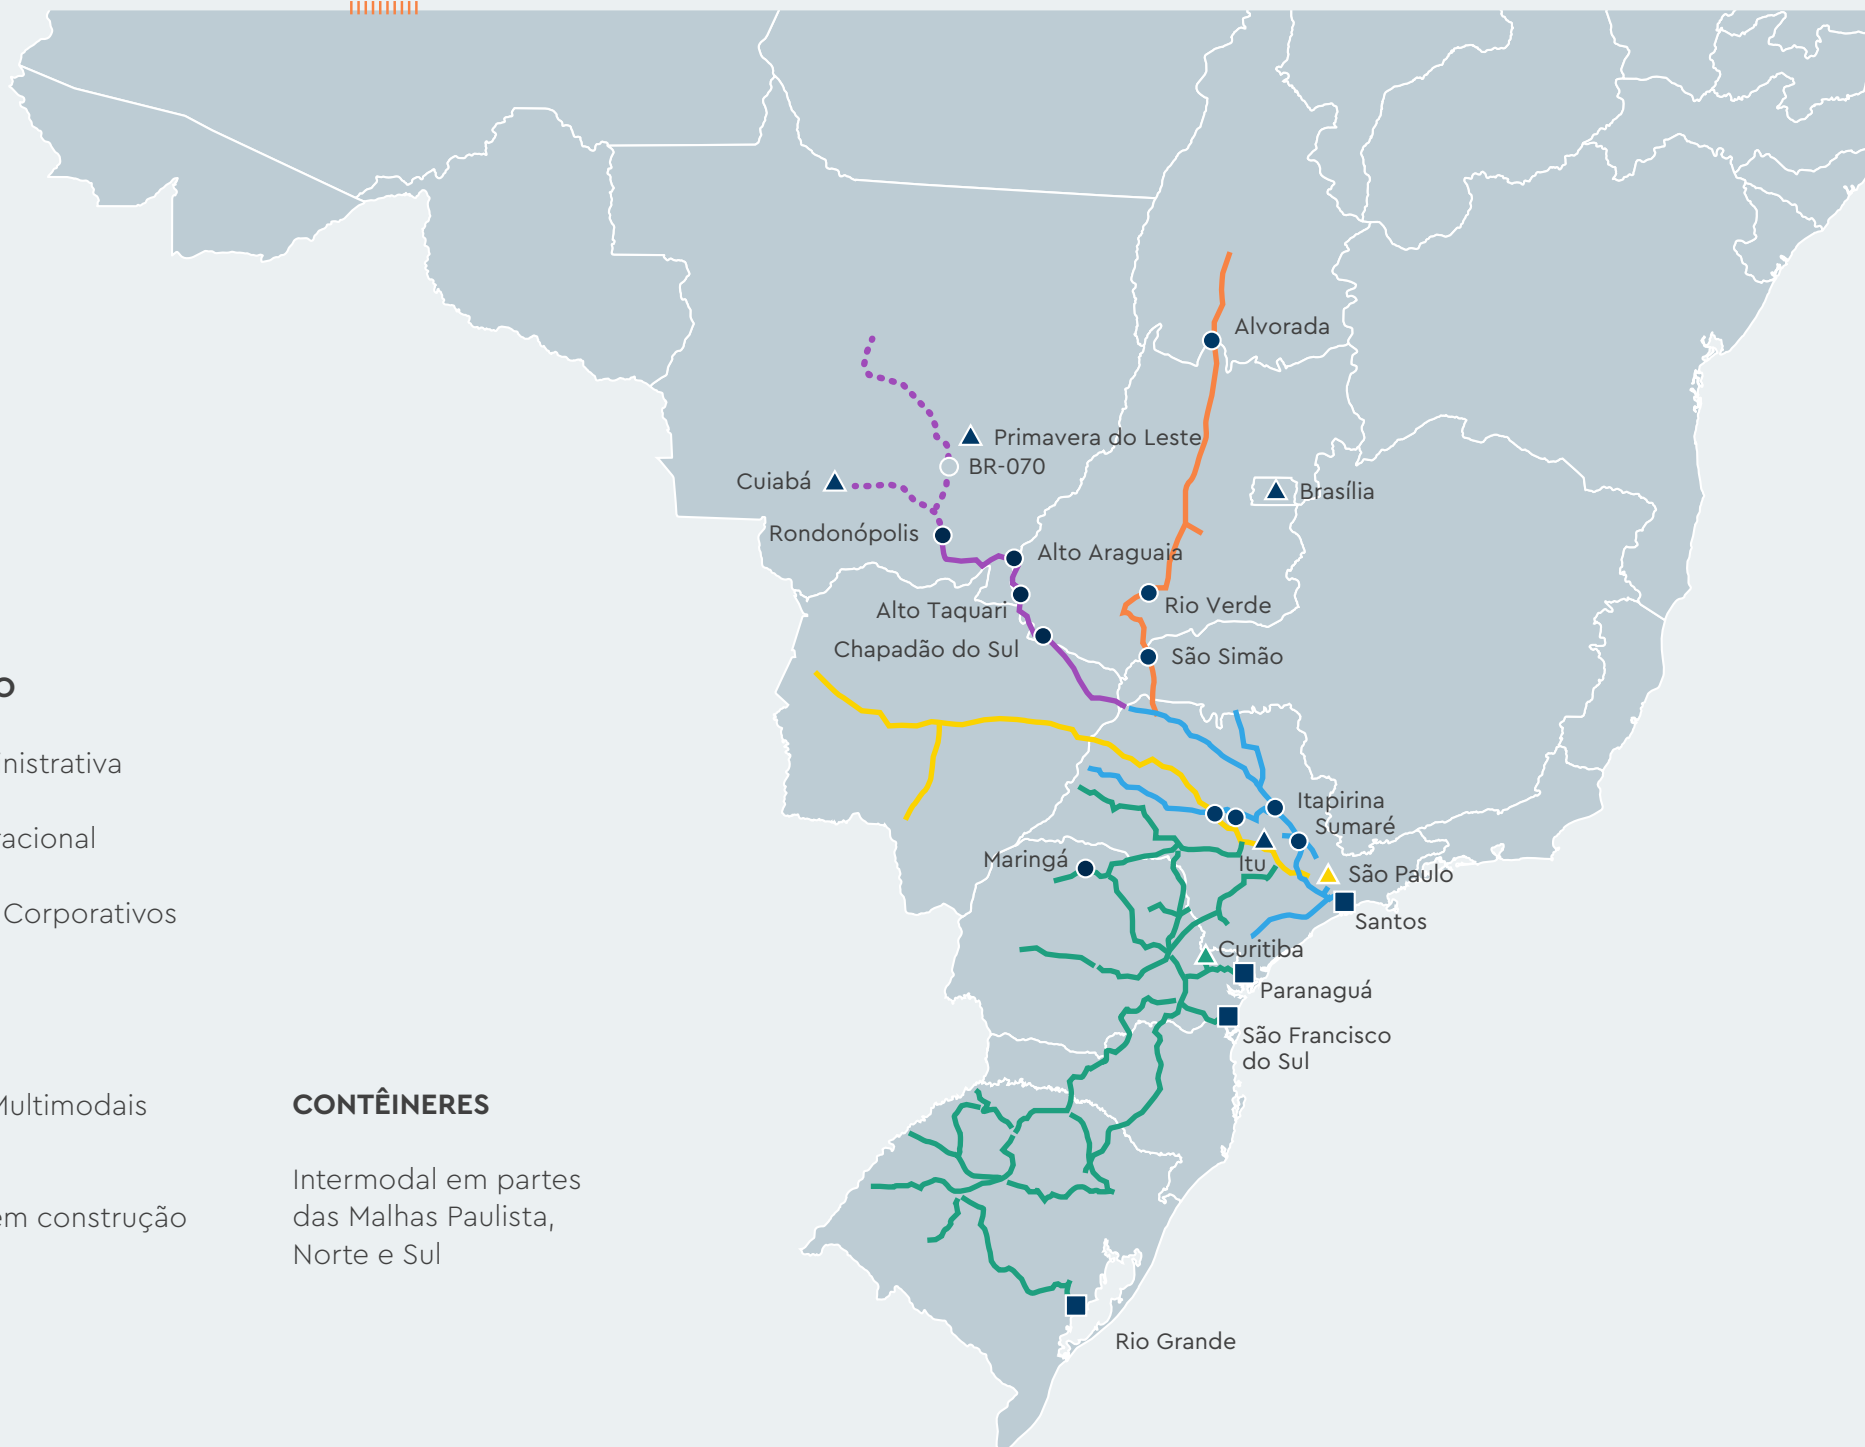 Alvorada
Primavera do Leste
BR-070
Cuiabá
Brasília
Rondonópolis
Alto Araguaia
Alto Taquari
Rio Verde
Chapadão do Sul
São Simão
Itapirina
Sumaré
Maringá
Itu
São Paulo
Santos
Curitiba
Paranaguá
São Francisco
do Sul
Rio Grande
Corporativos
Multimodais
em construção
CONTÊINERES
Intermodal em partes
das Malhas Paulista,
Norte e Sul